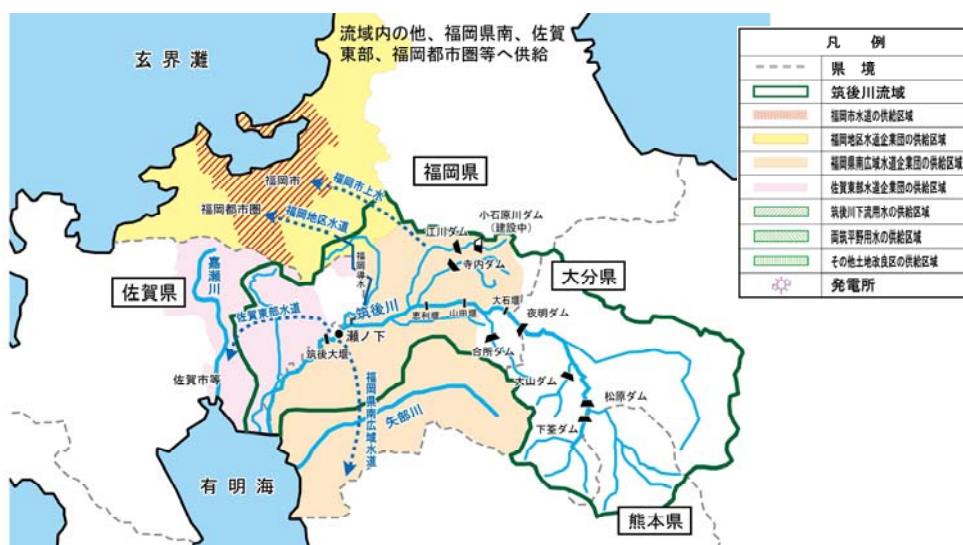 流域内の他、福岡県南、佐賀
東部、福岡都市圏等へ供給
玄界灘
福岡県
福岡市
福岡都市圏
福岡市上水
福岡地区水道
福岡導水
小石原川ダム
(建設中)
江川ダム
寺内ダム
大分県
佐賀県
嘉瀬川
佐賀東部水道
筑後川
恵利堰
山田堰
大石堰
夜明ダム
瀬ノ下
筑後大堰
合所ダム
大山ダム
松原ダム
下筌ダム
佐賀市等
矢部川
福岡県南広域水道
有明海
熊本県
凡 例
県境
筑後川流域
福岡市水道の供給区域
福岡地区水道企業団の供給区域
福岡県南広域水道企業団の供給区域
佐賀東部水道企業団の供給区域
筑後川下流用水の供給区域
両筑平野用水の供給区域
その他土地改良区の供給区域
発電所